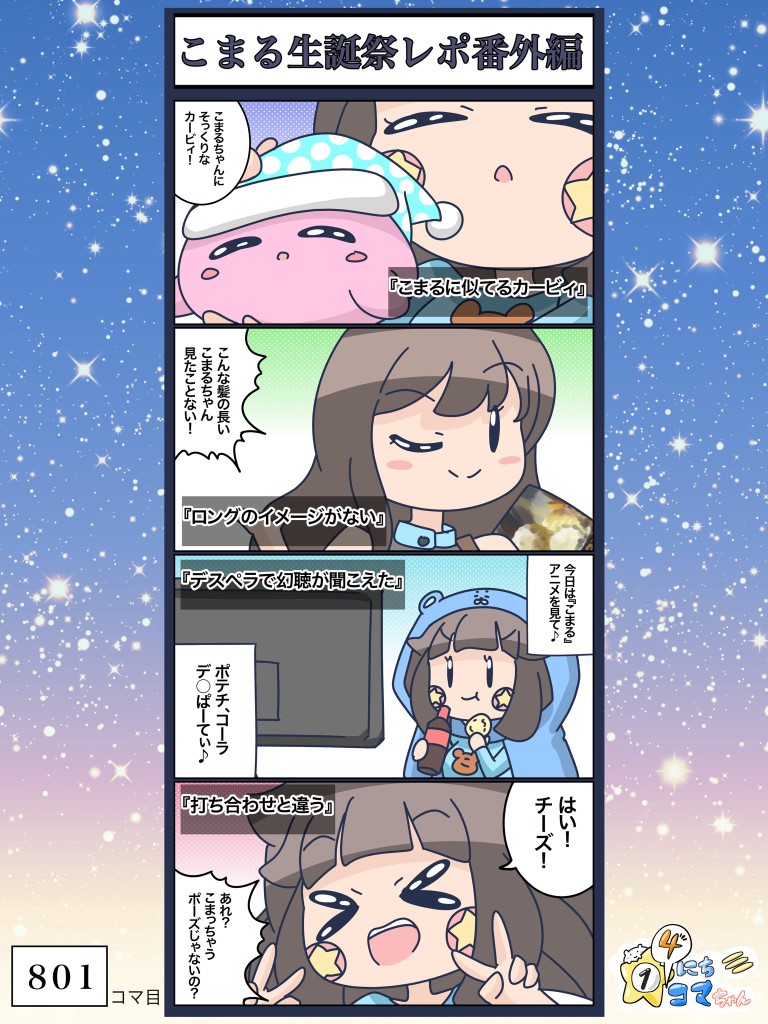 こまる生誕祭レポ番外編
こまるちゃんに
そっくりな
カービィ！
『こまるに似てるカービィ』
こんな髪の長い
こまるちゃん
見たことない！
『ロングのイメージがない』
『デスペラで幻聴が聞こえた』
今日は『こまる』
アニメを見て♪
ポテチ、コーラ
デ〇ぱーてぃ♪
『打ち合わせと違う』
はい！
チーズ！
あれ？
こまっちゃう
ポーズじゃないの？
801
コマ目
1
にち
4
コマちゃん